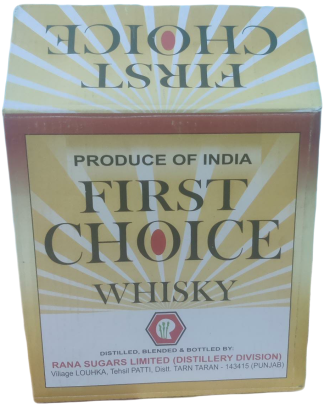 FIRST
CHOICE
PRODUCE OF INDIA
FIRST
CHOICE
WHISKY
DISTILLED, BLENDED & BOTTLED BY:
RANA SUGARS LIMITED (DISTILLERY DIVISION)
Village LOUHKA, Tehsil PATTI, Distt. TARN TARAN - 143415 (PUNJAB)